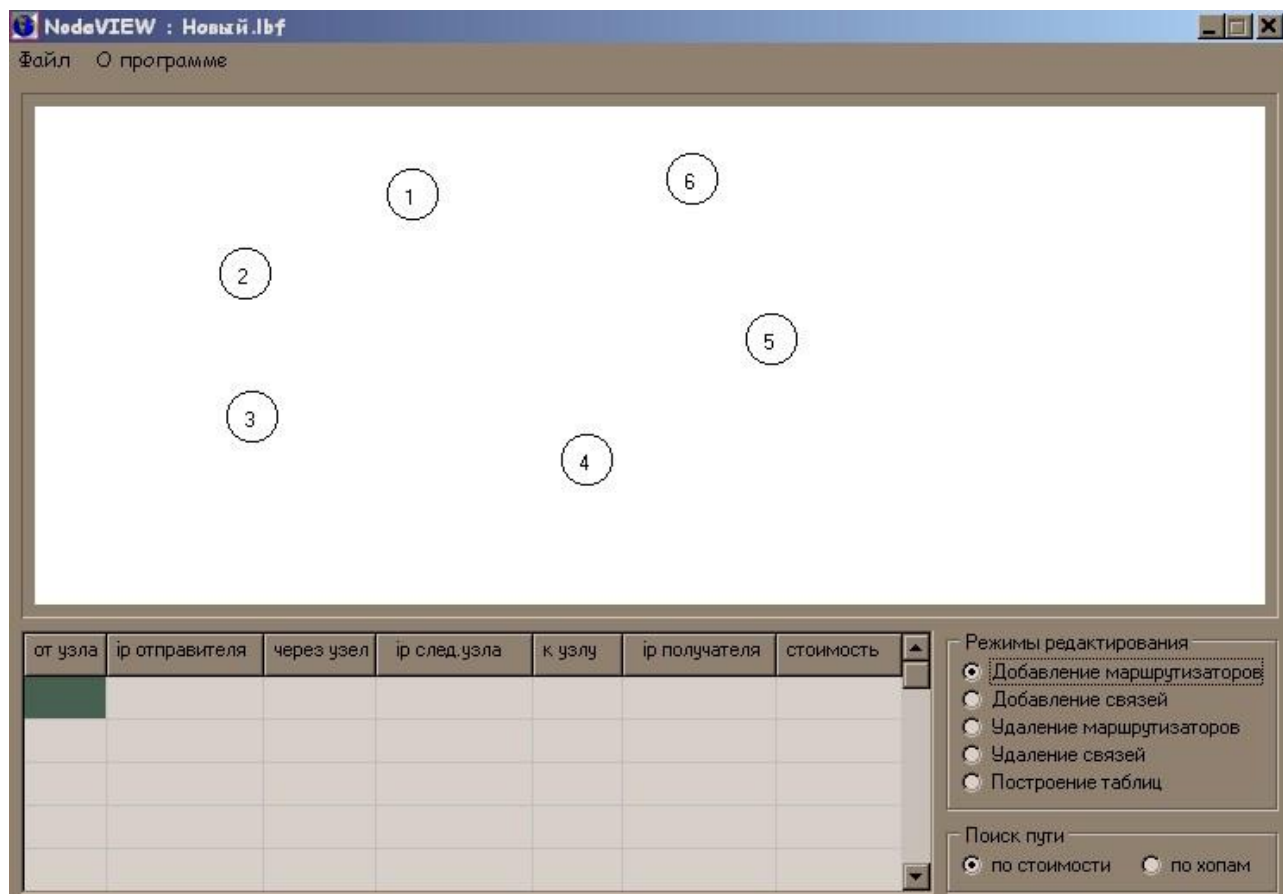 NodeVIEW : Новый.lbf
Файл О программе
1
6
2
5
3
4
от узла ip отправителя через узел ip след.узла к узлу ip получателя стоимость
Режимы редактирования
Добавление маршрутизаторов
Добавление связей
Удаление маршрутизаторов
Удаление связей
Построение таблиц
Поиск пути
по стоимости по хопам